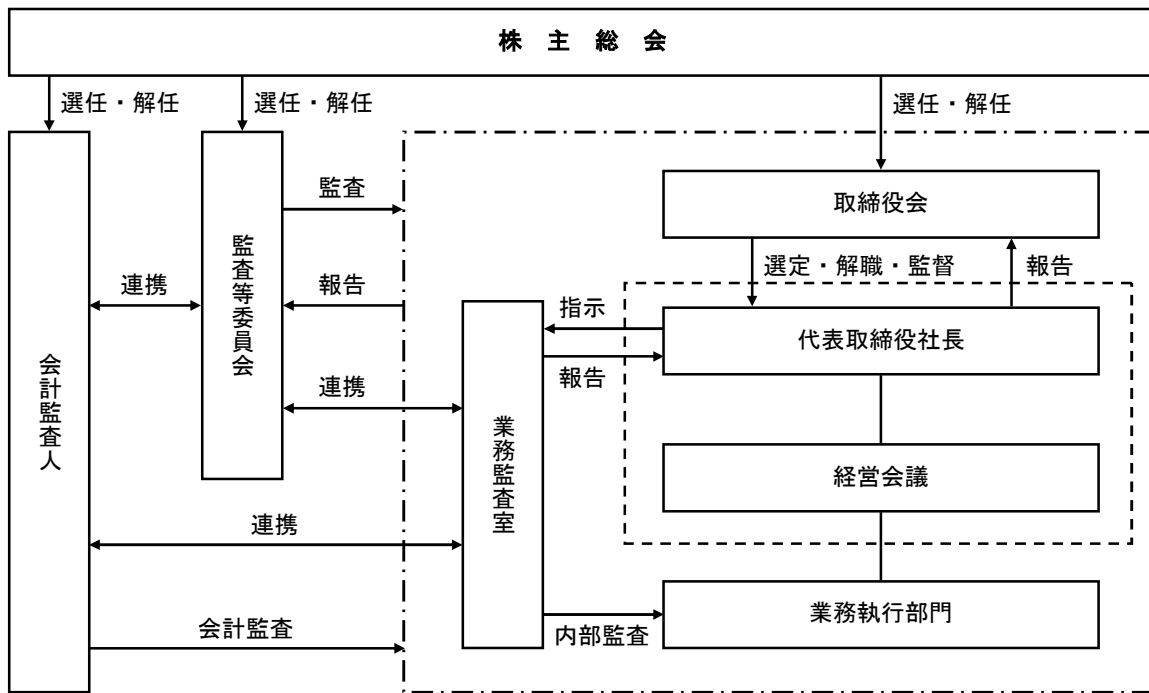 株 主 総 会
選任・解任
選任・解任
選任・解任
取締役会
監査
監査等委員会
選定・解職・監督
報告
連携
報告
指示
代表取締役社長
報告
会計監査人
連携
業務監査室
経営会議
連携
業務執行部門
会計監査
内部監査